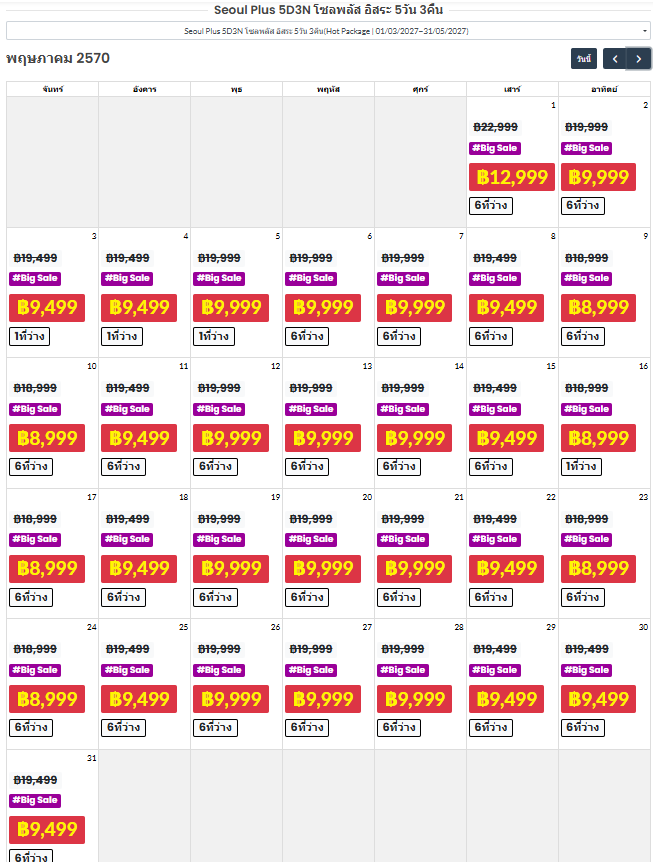 Seoul Plus 5D3N โซลพลัส อิสระ 5วัน 3คืน
Seoul Plus 5D3N โซลพลัส อิสระ 5วัน 3คืน(Hot Package | 01/03/2027-31/05/2027)
พฤษภาคม 2570
วันนี้
จันทร์ อังคาร พุธ พฤหัส ศุกร์ เสาร์ อาทิตย์
1 2
฿22,999 ฿19,999
#Big Sale #Big Sale
฿12,999 ฿9,999
6ที่ว่าง 6ที่ว่าง
3 4 5 6 7 8 9
฿19,499 ฿19,499 ฿19,999 ฿19,999 ฿19,999 ฿19,499 ฿18,999
#Big Sale #Big Sale #Big Sale #Big Sale #Big Sale #Big Sale #Big Sale
฿9,499 ฿9,499 ฿9,999 ฿9,999 ฿9,999 ฿9,499 ฿8,999
1ที่ว่าง 1ที่ว่าง 1ที่ว่าง 6ที่ว่าง 6ที่ว่าง 6ที่ว่าง 6ที่ว่าง
10 11 12 13 14 15 16
฿18,999 ฿19,499 ฿19,999 ฿19,999 ฿19,999 ฿19,499 ฿18,999
#Big Sale #Big Sale #Big Sale #Big Sale #Big Sale #Big Sale #Big Sale
฿8,999 ฿9,499 ฿9,999 ฿9,999 ฿9,999 ฿9,499 ฿8,999
6ที่ว่าง 6ที่ว่าง 6ที่ว่าง 6ที่ว่าง 6ที่ว่าง 6ที่ว่าง 1ที่ว่าง
17 18 19 20 21 22 23
฿18,999 ฿19,499 ฿19,999 ฿19,999 ฿19,999 ฿19,499 ฿18,999
#Big Sale #Big Sale #Big Sale #Big Sale #Big Sale #Big Sale #Big Sale
฿8,999 ฿9,499 ฿9,999 ฿9,999 ฿9,999 ฿9,499 ฿8,999
6ที่ว่าง 6ที่ว่าง 6ที่ว่าง 6ที่ว่าง 6ที่ว่าง 6ที่ว่าง 6ที่ว่าง
24 25 26 27 28 29 30
฿18,999 ฿19,499 ฿19,999 ฿19,999 ฿19,999 ฿19,499 ฿19,499
#Big Sale #Big Sale #Big Sale #Big Sale #Big Sale #Big Sale #Big Sale
฿8,999 ฿9,499 ฿9,999 ฿9,999 ฿9,999 ฿9,499 ฿9,499
6ที่ว่าง 6ที่ว่าง 6ที่ว่าง 6ที่ว่าง 6ที่ว่าง 6ที่ว่าง 6ที่ว่าง
31
฿19,499
#Big Sale
฿9,499
6ที่ว่าง